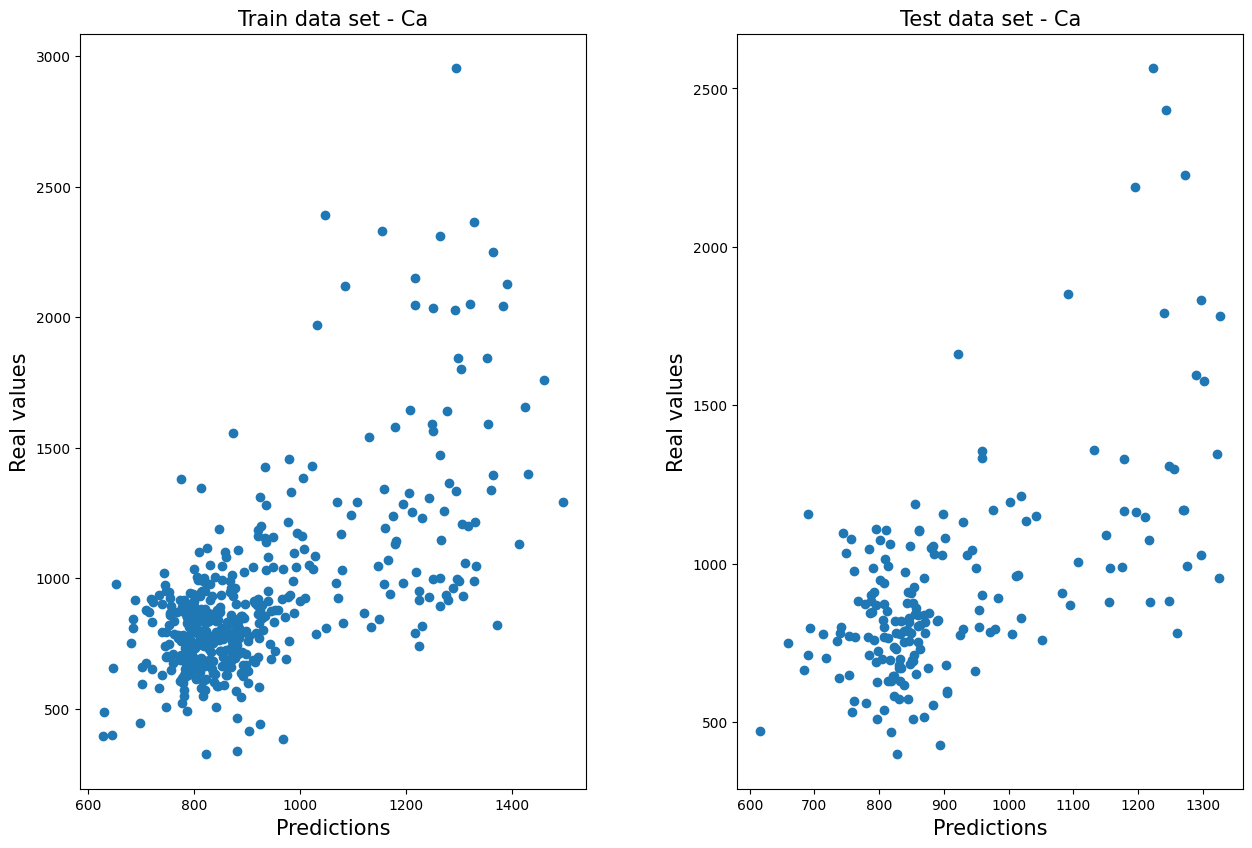 Train data set - Ca
3000
2500
2000
1500
1000
500
Real values
600 800 1000 1200 1400
Predictions
Test data set - Ca
2500
2000
1500
1000
500
Real values
600 700 800 900 1000 1100 1200 1300
Predictions